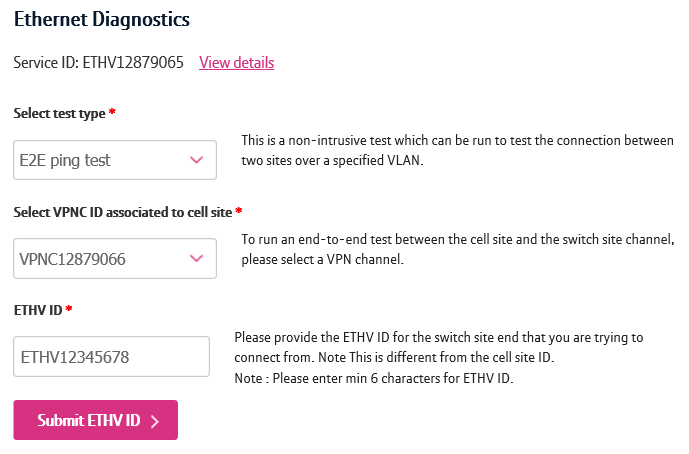 Ethernet Diagnostics
Service ID: ETHV12879065 View details
Select test type *
E2E ping test
This is a non-intrusive test which can be run to test the connection between
two sites over a specified VLAN.
Select VPNC ID associated to cell site *
VPNC12879066
To run an end-to-end test between the cell site and the switch site channel,
please select a VPN channel.
ETHV ID *
ETHV12345678
Please provide the ETHV ID for the switch site end that you are trying to
connect from. Note This is different from the cell site ID.
Note : Please enter min 6 characters for ETHV ID.
Submit ETHV ID